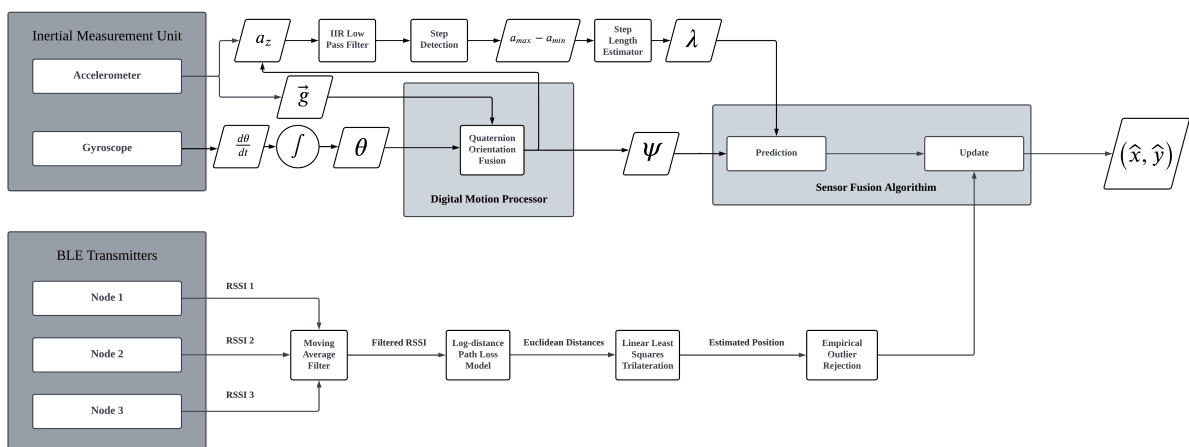 Inertial Measurement Unit
Accelerometer
Gyroscope
a_z
IIR Low
Pass Filter
Step
Detection
a_max − a_min
Step
Length
Estimator
λ
g⃗
dθ/dt
∫
θ
Quaternion
Orientation
Fusion
Digital Motion Processor
ψ
Prediction
Update
Sensor Fusion Algorithim
(x̂, ŷ)
BLE Transmitters
Node 1
Node 2
Node 3
RSSI 1
RSSI 2
RSSI 3
Moving
Average
Filter
Filtered RSSI
Log-distance
Path Loss
Model
Euclidean Distances
Linear Least
Squares
Trilateration
Estimated Position
Empirical
Outlier
Rejection